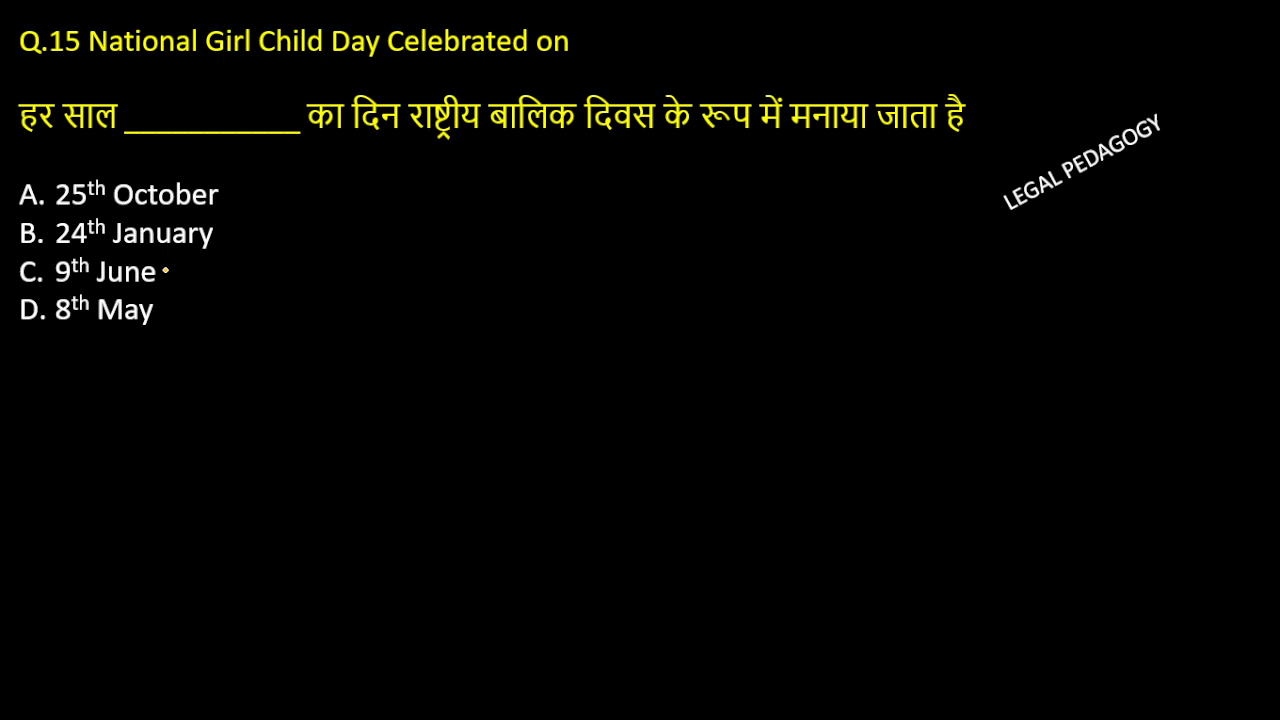 Q.15 National Girl Child Day Celebrated on
हर साल ___________ का दिन राष्ट्रीय बालिक दिवस के रूप में मनाया जाता है
LEGAL PEDAGOGY
A. 25th October
B. 24th January
C. 9th June
D. 8th May